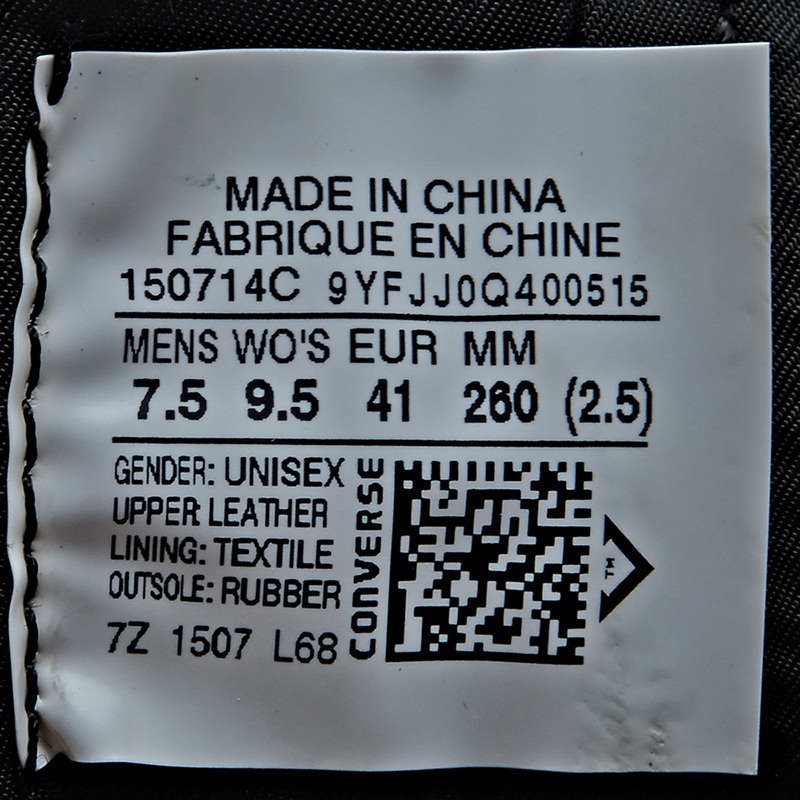 MADE IN CHINA
FABRIQUE EN CHINE
150714C 9YFJJ0Q400515
MENS WO'S EUR MM
7.5 9.5 41 260 (2.5)
GENDER: UNISEX
UPPER: LEATHER
LINING: TEXTILE
OUTSOLE: RUBBER
7Z 1507 L68
CONVERSE
TM